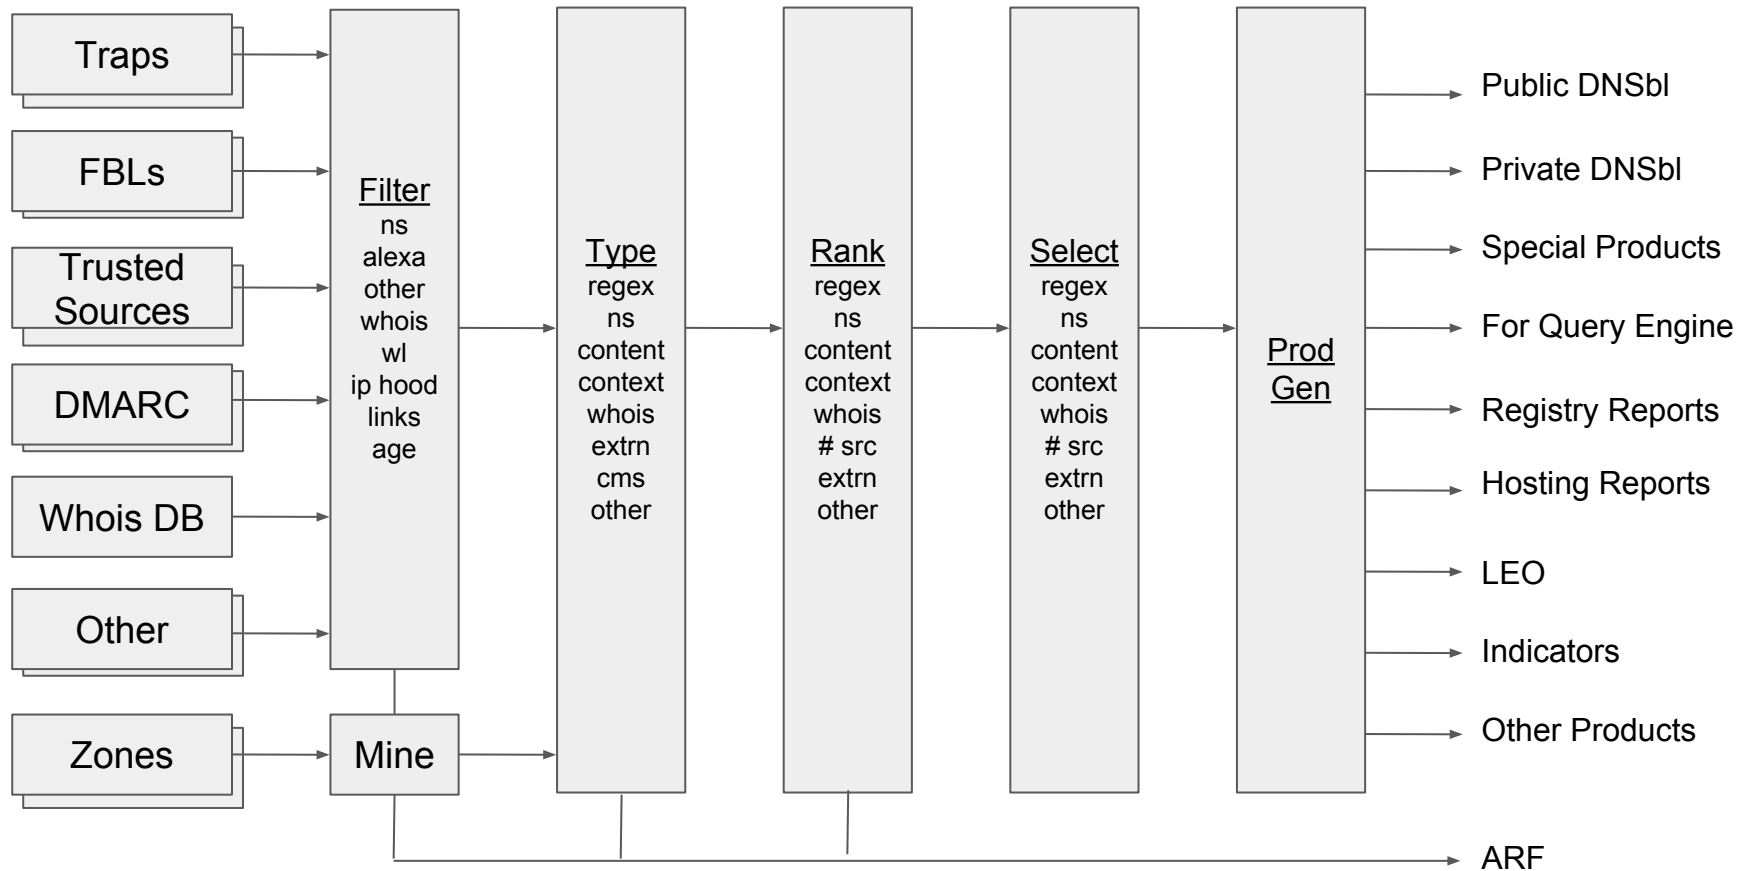 Traps
FBLs
Trusted
Sources
DMARC
Whois DB
Other
Zones
Filter
ns
alexa
other
whois
wl
ip hood
links
age
Mine
Type
regex
ns
content
context
whois
extrn
cms
other
Rank
regex
ns
content
context
whois
# src
extrn
other
Select
regex
ns
content
context
whois
# src
extrn
other
Prod
Gen
Public DNSbl
Private DNSbl
Special Products
For Query Engine
Registry Reports
Hosting Reports
LEO
Indicators
Other Products
ARF